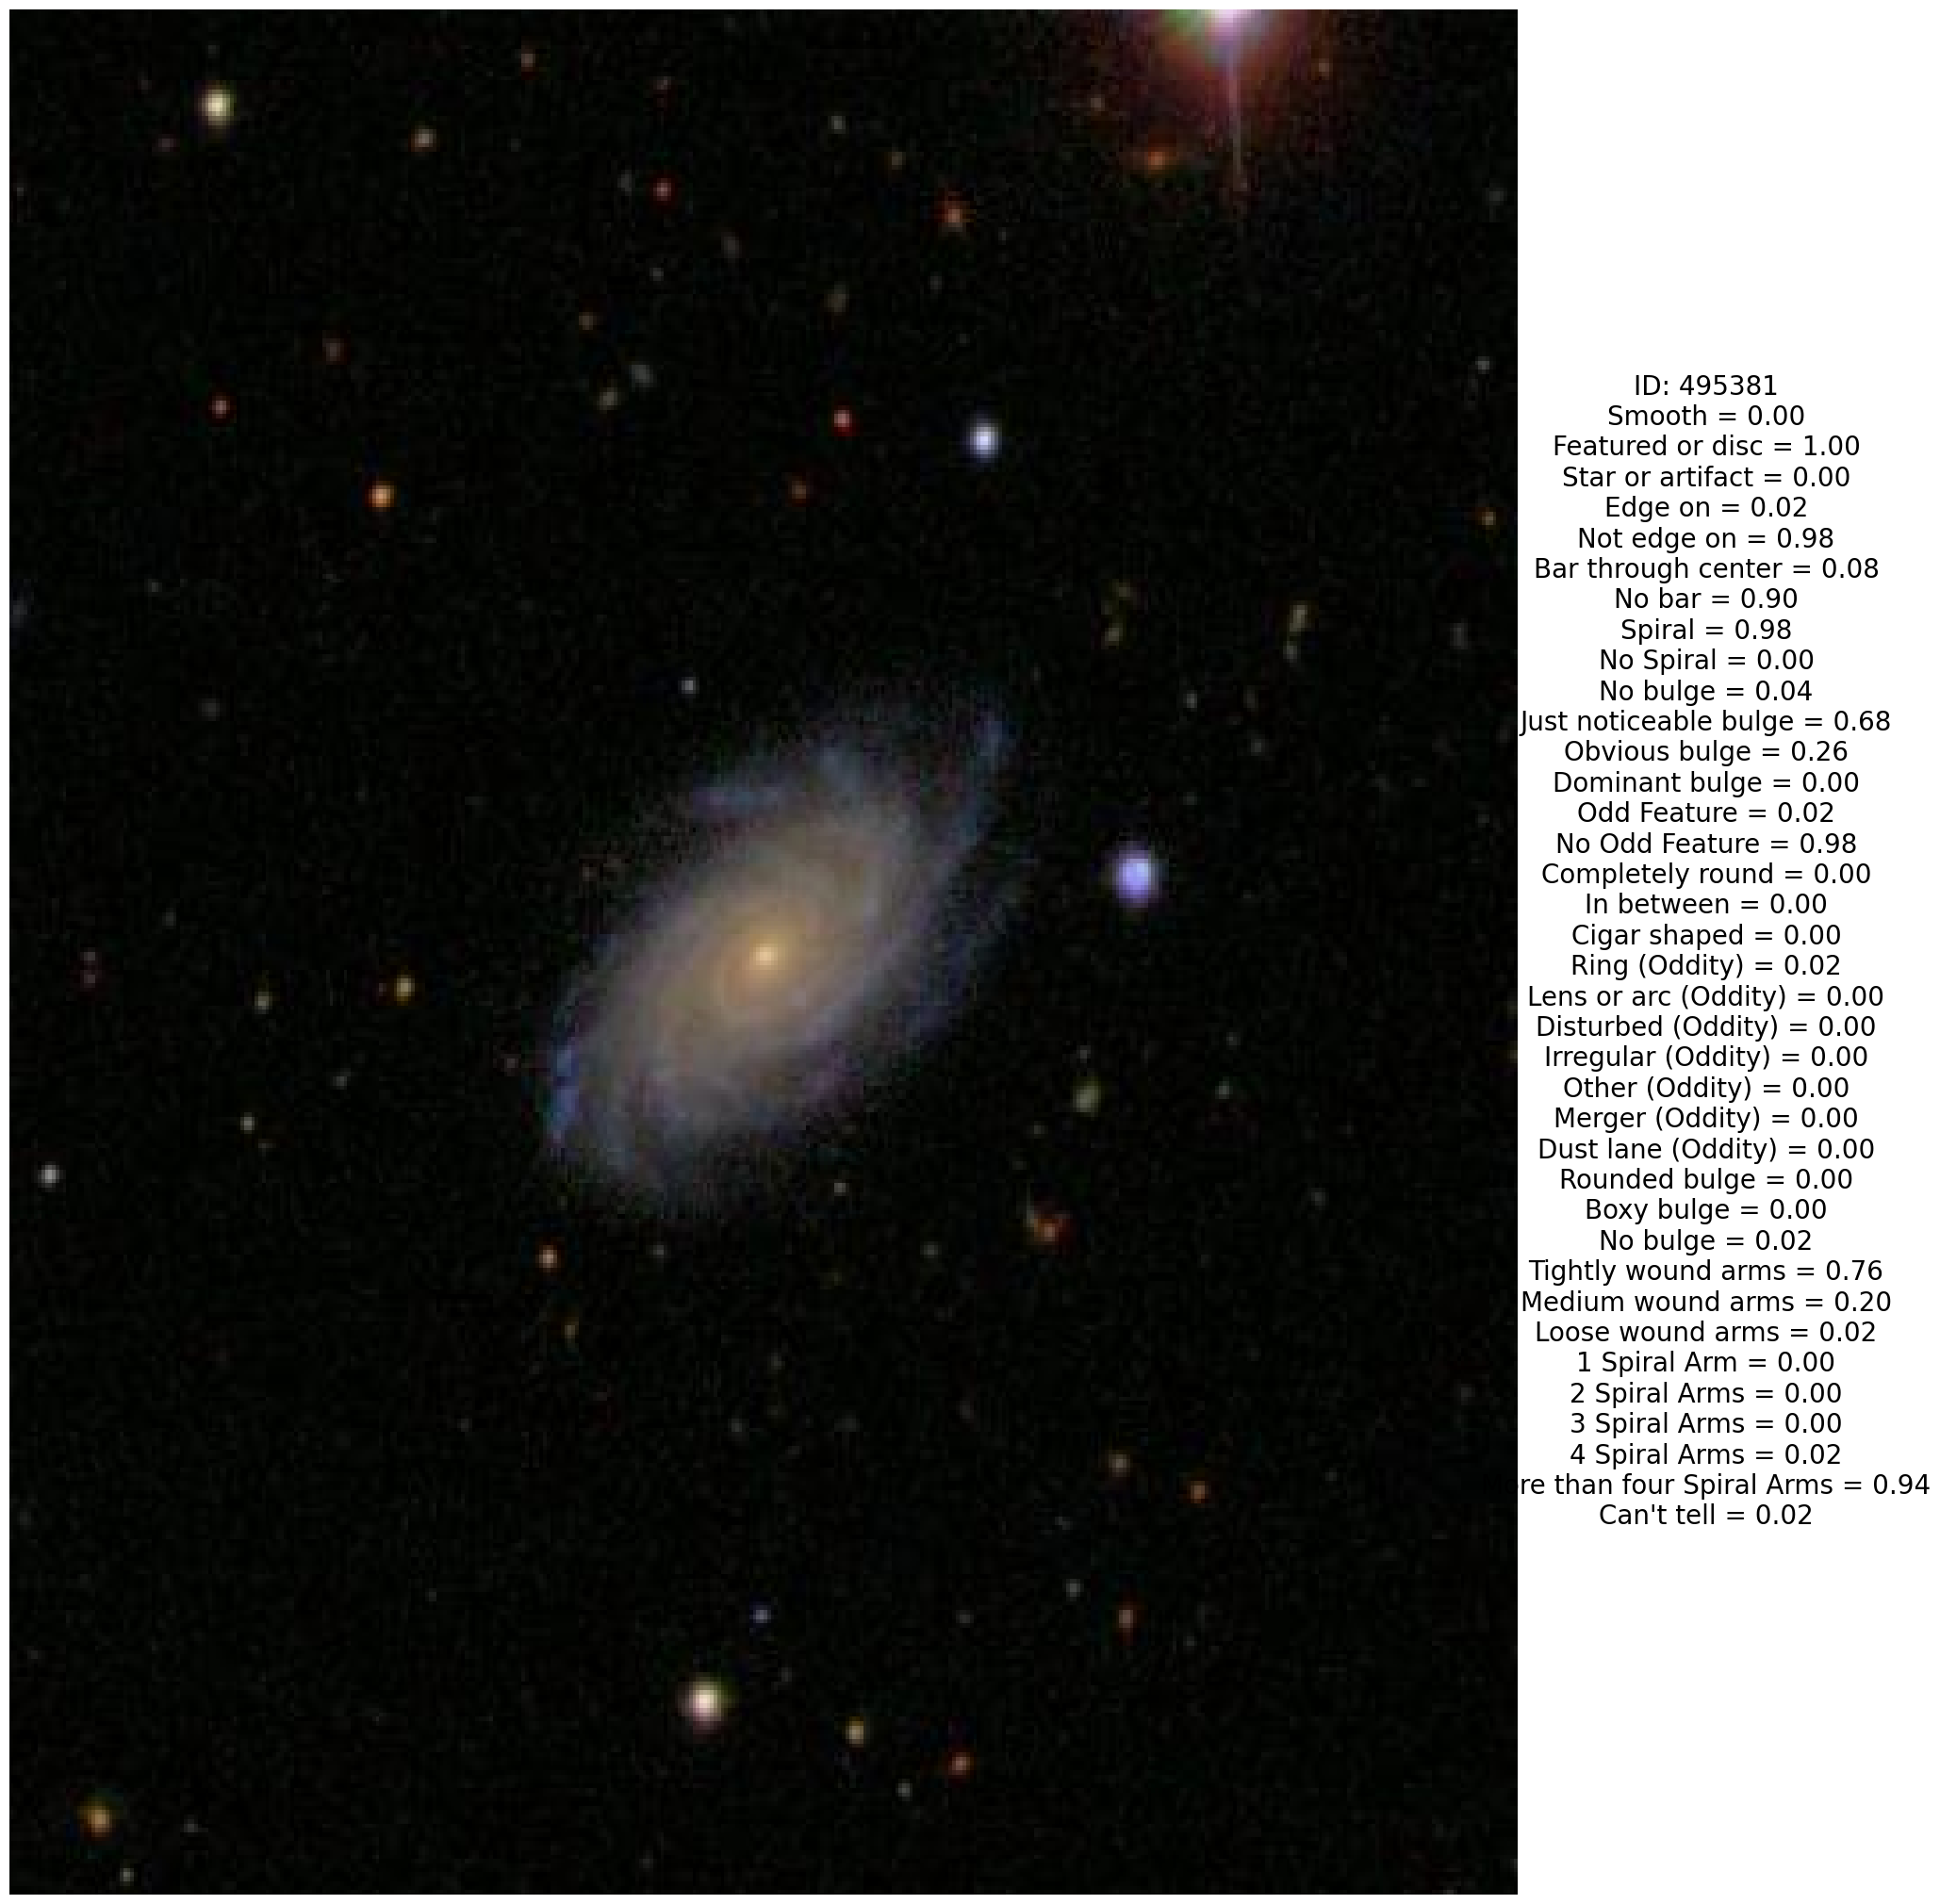 ID: 495381
Smooth = 0.00
Featured or disc = 1.00
Star or artifact = 0.00
Edge on = 0.02
Not edge on = 0.98
Bar through center = 0.08
No bar = 0.90
Spiral = 0.98
No Spiral = 0.00
No bulge = 0.04
Just noticeable bulge = 0.68
Obvious bulge = 0.26
Dominant bulge = 0.00
Odd Feature = 0.02
No Odd Feature = 0.98
Completely round = 0.00
In between = 0.00
Cigar shaped = 0.00
Ring (Oddity) = 0.02
Lens or arc (Oddity) = 0.00
Disturbed (Oddity) = 0.00
Irregular (Oddity) = 0.00
Other (Oddity) = 0.00
Merger (Oddity) = 0.00
Dust lane (Oddity) = 0.00
Rounded bulge = 0.00
Boxy bulge = 0.00
No bulge = 0.02
Tightly wound arms = 0.76
Medium wound arms = 0.20
Loose wound arms = 0.02
1 Spiral Arm = 0.00
2 Spiral Arms = 0.00
3 Spiral Arms = 0.00
4 Spiral Arms = 0.02
re than four Spiral Arms = 0.94
Can't tell = 0.02